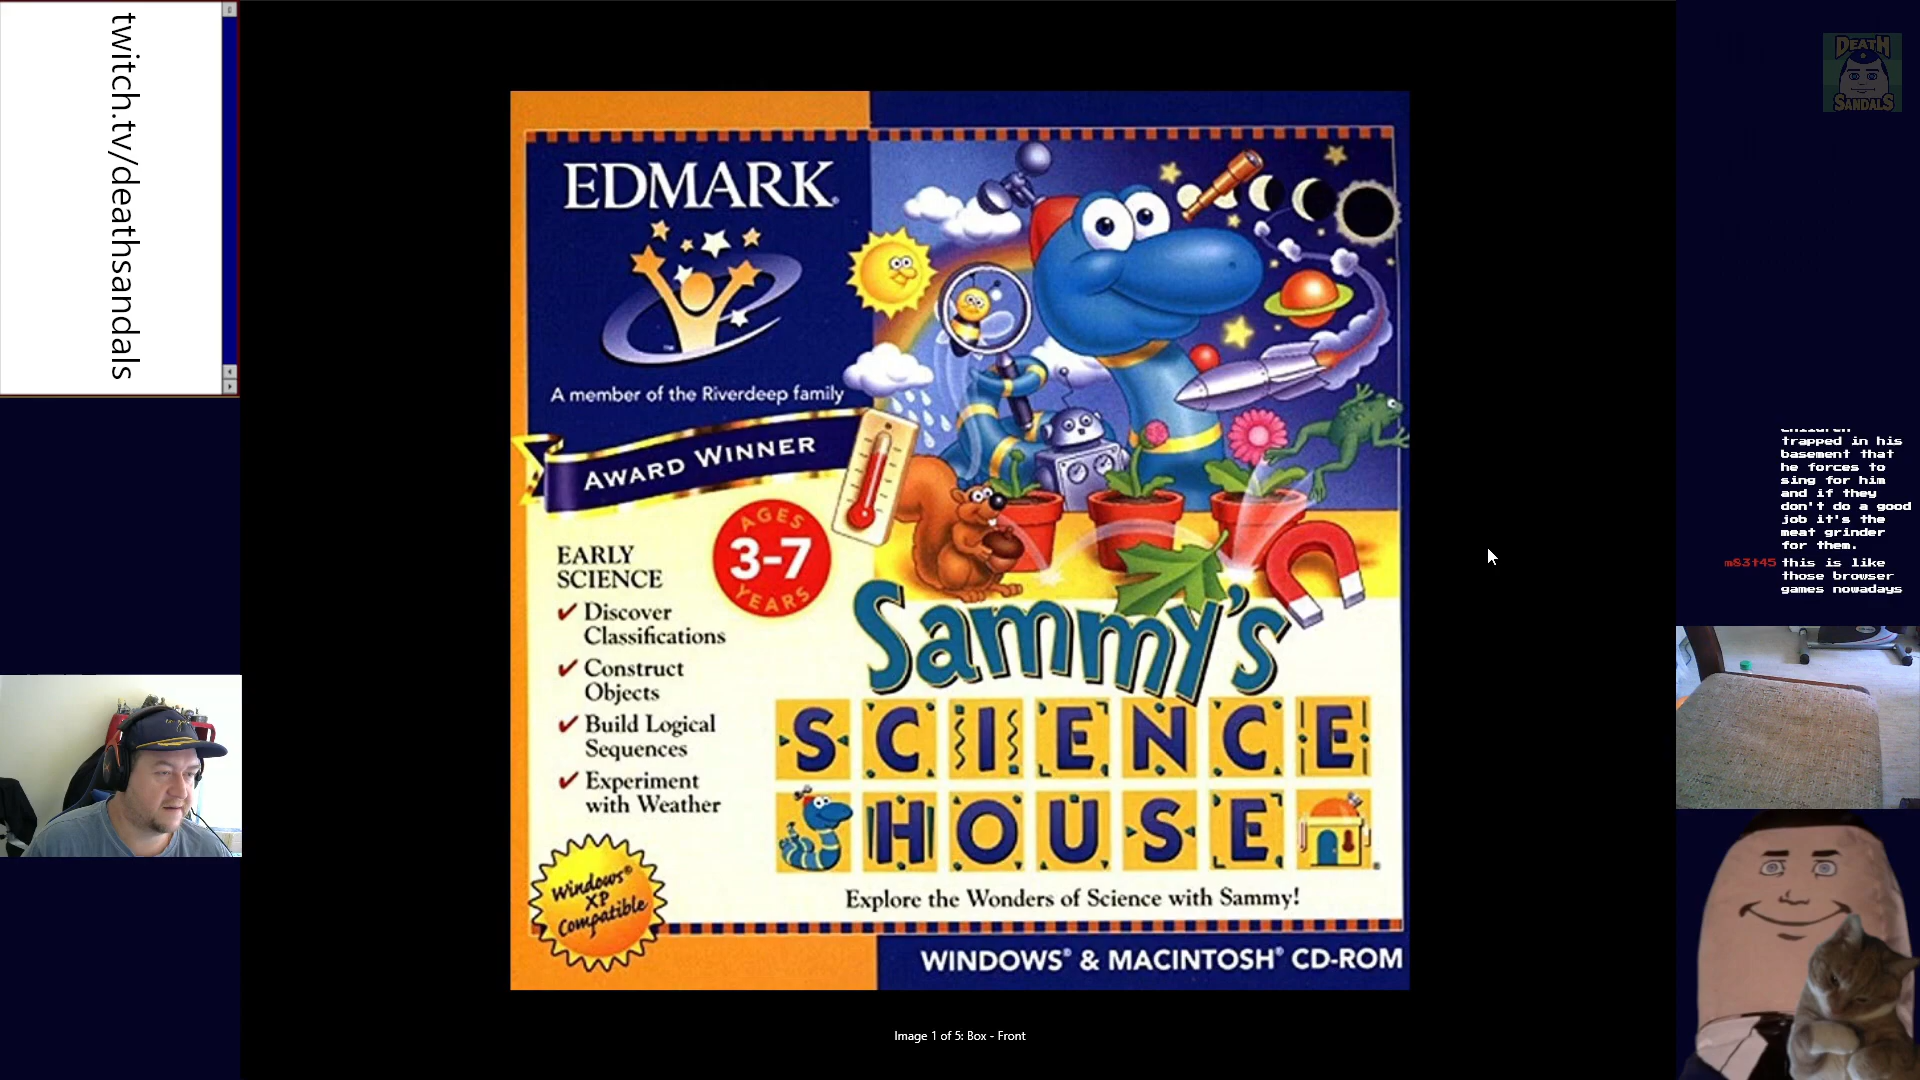 twitch.tv/deathsandals
DEATH
SANDALS
EDMARK®
A member of the Riverdeep family
AWARD WINNER
AGES
3-7
YEARS
EARLY
SCIENCE
✓ Discover
Classifications
✓ Construct
Objects
✓ Build Logical
Sequences
✓ Experiment
with Weather
Sammy's
SCIENCE
HOUSE
Windows®
XP
Compatible
Explore the Wonders of Science with Sammy!
WINDOWS® & MACINTOSH® CD-ROM
Image 1 of 5: Box - Front
trapped in his
basement that
he forces to
sing for him
and if they
don't do a good
job it's the
meat grinder
for them.
m83t45 this is like
those browser
games nowadays